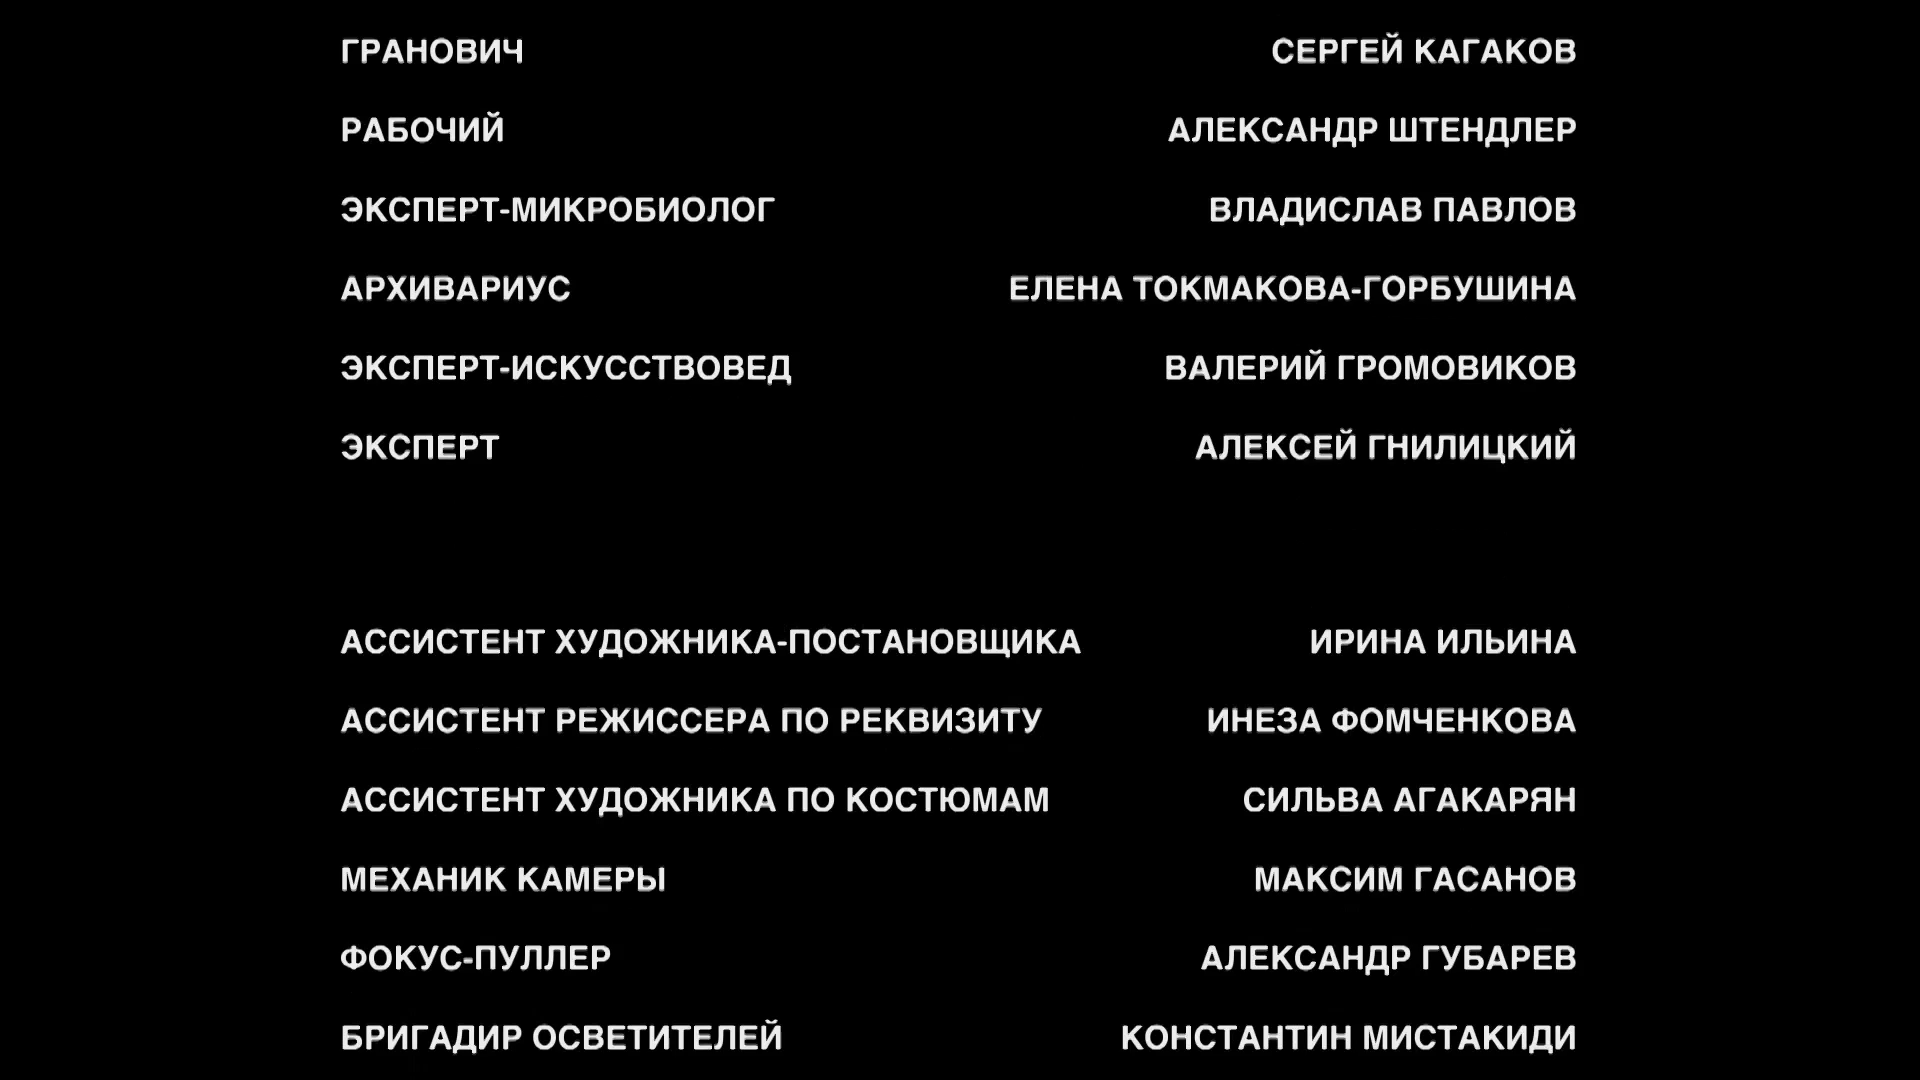 ГРАНОВИЧ СЕРГЕЙ КАГАКОВ
РАБОЧИЙ АЛЕКСАНДР ШТЕНДЛЕР
ЭКСПЕРТ-МИКРОБИОЛОГ ВЛАДИСЛАВ ПАВЛОВ
АРХИВАРИУС ЕЛЕНА ТОКМАКОВА-ГОРБУШИНА
ЭКСПЕРТ-ИСКУССТВОВЕД ВАЛЕРИЙ ГРОМОВИКОВ
ЭКСПЕРТ АЛЕКСЕЙ ГНИЛИЦКИЙ
АССИСТЕНТ ХУДОЖНИКА-ПОСТАНОВЩИКА ИРИНА ИЛЬИНА
АССИСТЕНТ РЕЖИССЕРА ПО РЕКВИЗИТУ ИНЕЗА ФОМЧЕНКОВА
АССИСТЕНТ ХУДОЖНИКА ПО КОСТЮМАМ СИЛЬВА АГАКАРЯН
МЕХАНИК КАМЕРЫ МАКСИМ ГАСАНОВ
ФОКУС-ПУЛЛЕР АЛЕКСАНДР ГУБАРЕВ
БРИГАДИР ОСВЕТИТЕЛЕЙ КОНСТАНТИН МИСТАКИДИ